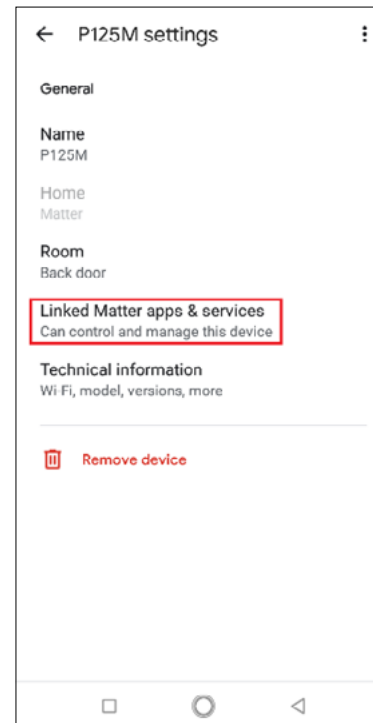 P125M settings
General
Name
P125M
Home
Matter
Room
Back door
Linked Matter apps & services
Can control and manage this device
Technical information
Wi-Fi, model, versions, more
Remove device